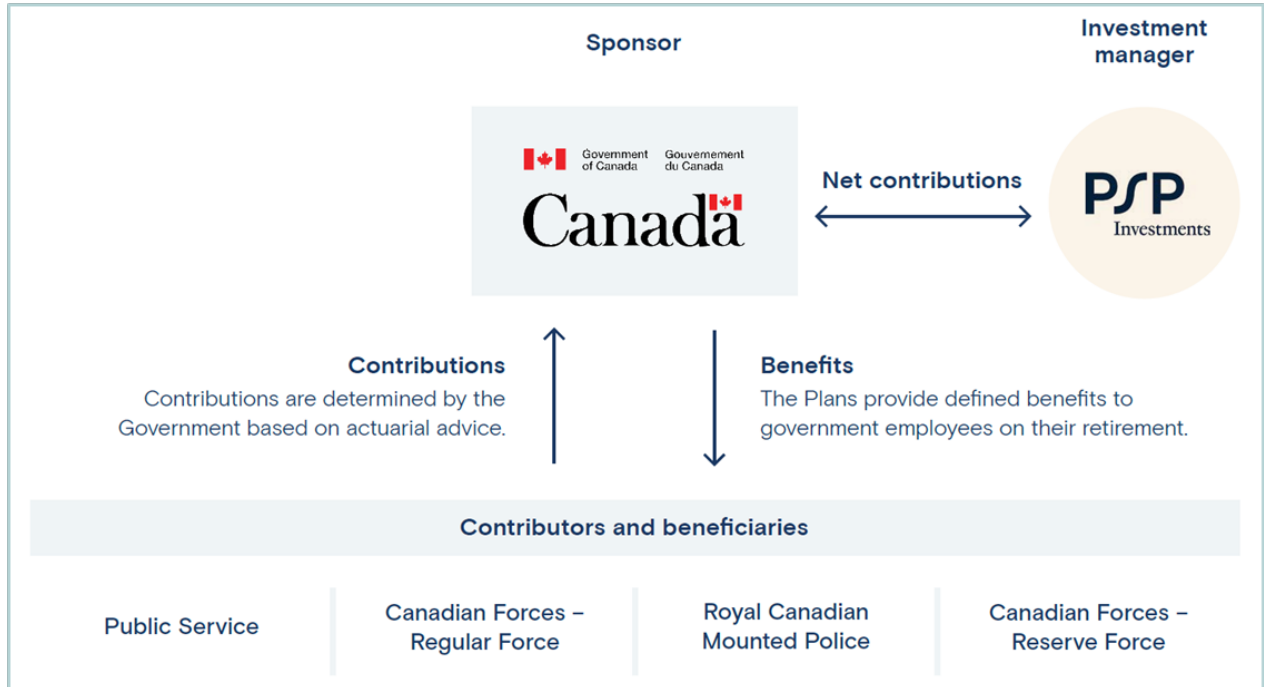 Sponsor
Investment
manager
Government
of Canada
Gouvernement
du Canada
Canada
Net contributions
PSP
Investments
Contributions
Contributions are determined by the
Government based on actuarial advice.
Benefits
The Plans provide defined benefits to
government employees on their retirement.
Contributors and beneficiaries
Public Service
Canadian Forces –
Regular Force
Royal Canadian
Mounted Police
Canadian Forces –
Reserve Force